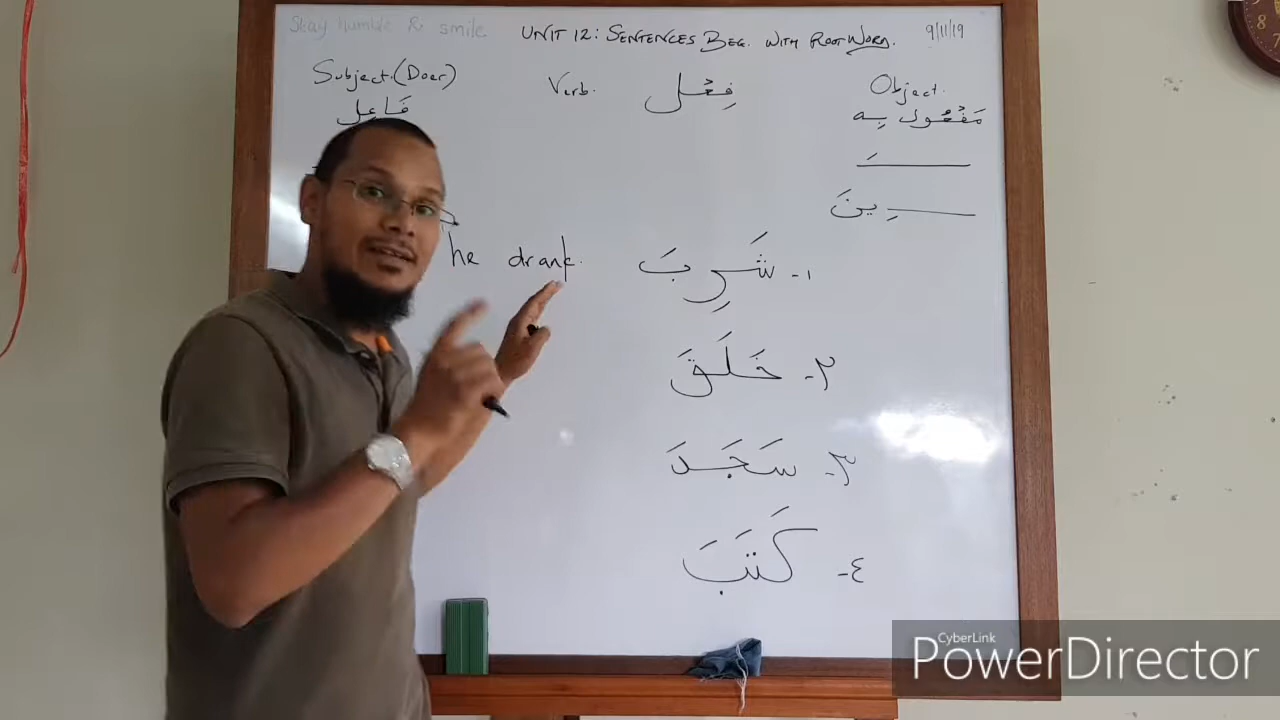 Stay humble & smile
UNIT 12: SENTENCES BEG. WITH ROOT WORD.
9/11/19
Subject.(Doer)
Verb.
فِعْل
Object.
فَاعِل
مَفْعُول بِه
ـَ
ـِينَ
he drank.
١- شَرِبَ
٢- خَلَقَ
٣- سَجَدَ
٤- كَتَبَ
CyberLink
PowerDirector